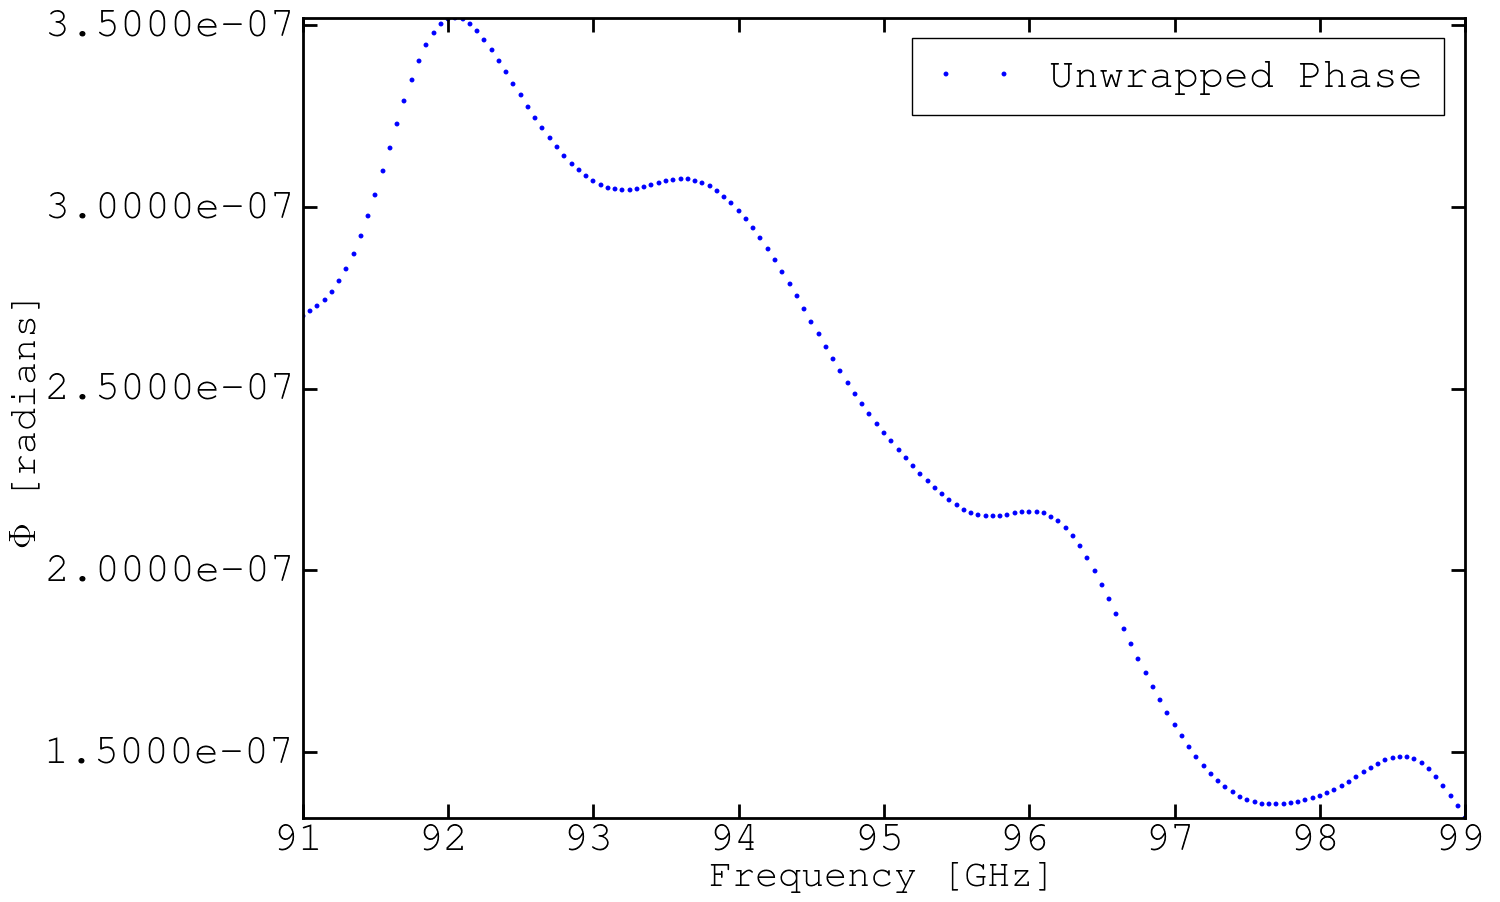 3.5000e−07
3.0000e−07
2.5000e−07
2.0000e−07
1.5000e−07
Φ [radians]
Unwrapped Phase
91 92 93 94 95 96 97 98 99
Frequency [GHz]